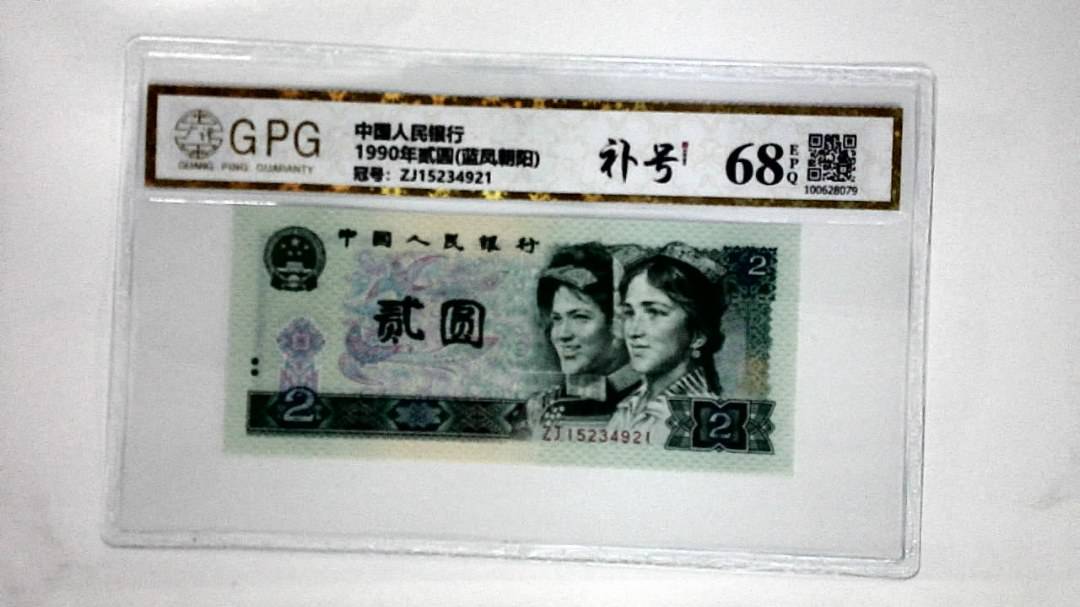 GPG
GUANG PING GUARANTY
中国人民银行
1990年贰圆(蓝凤朝阳)
冠号：ZJ15234921
补号
68
EPQ
100628079
中国人民银行
2
贰圆
2
ZJ15234921
2